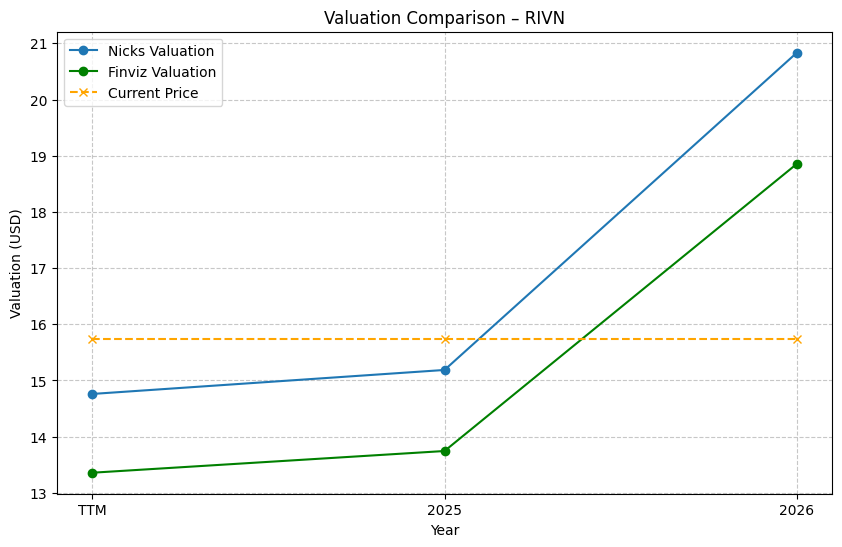 Valuation Comparison – RIVN
Nicks Valuation
Finviz Valuation
Current Price
Valuation (USD)
21
20
19
18
17
16
15
14
13
TTM
2025
2026
Year